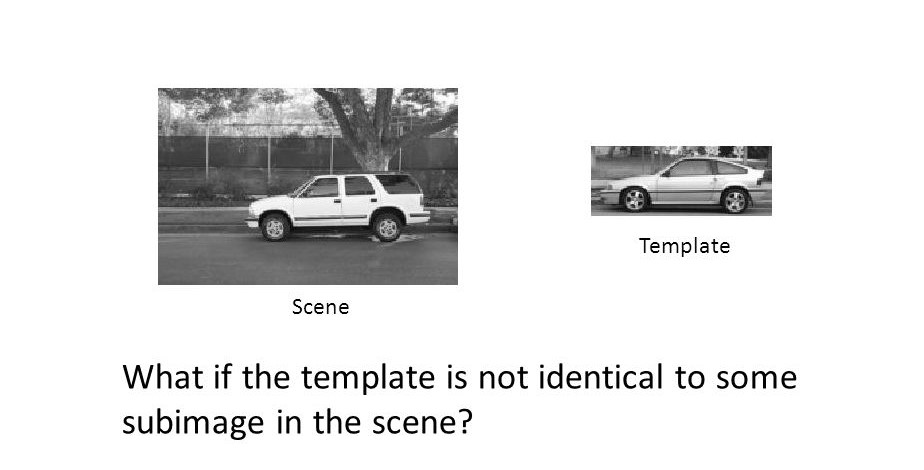 Template
Scene
What if the template is not identical to some
subimage in the scene?